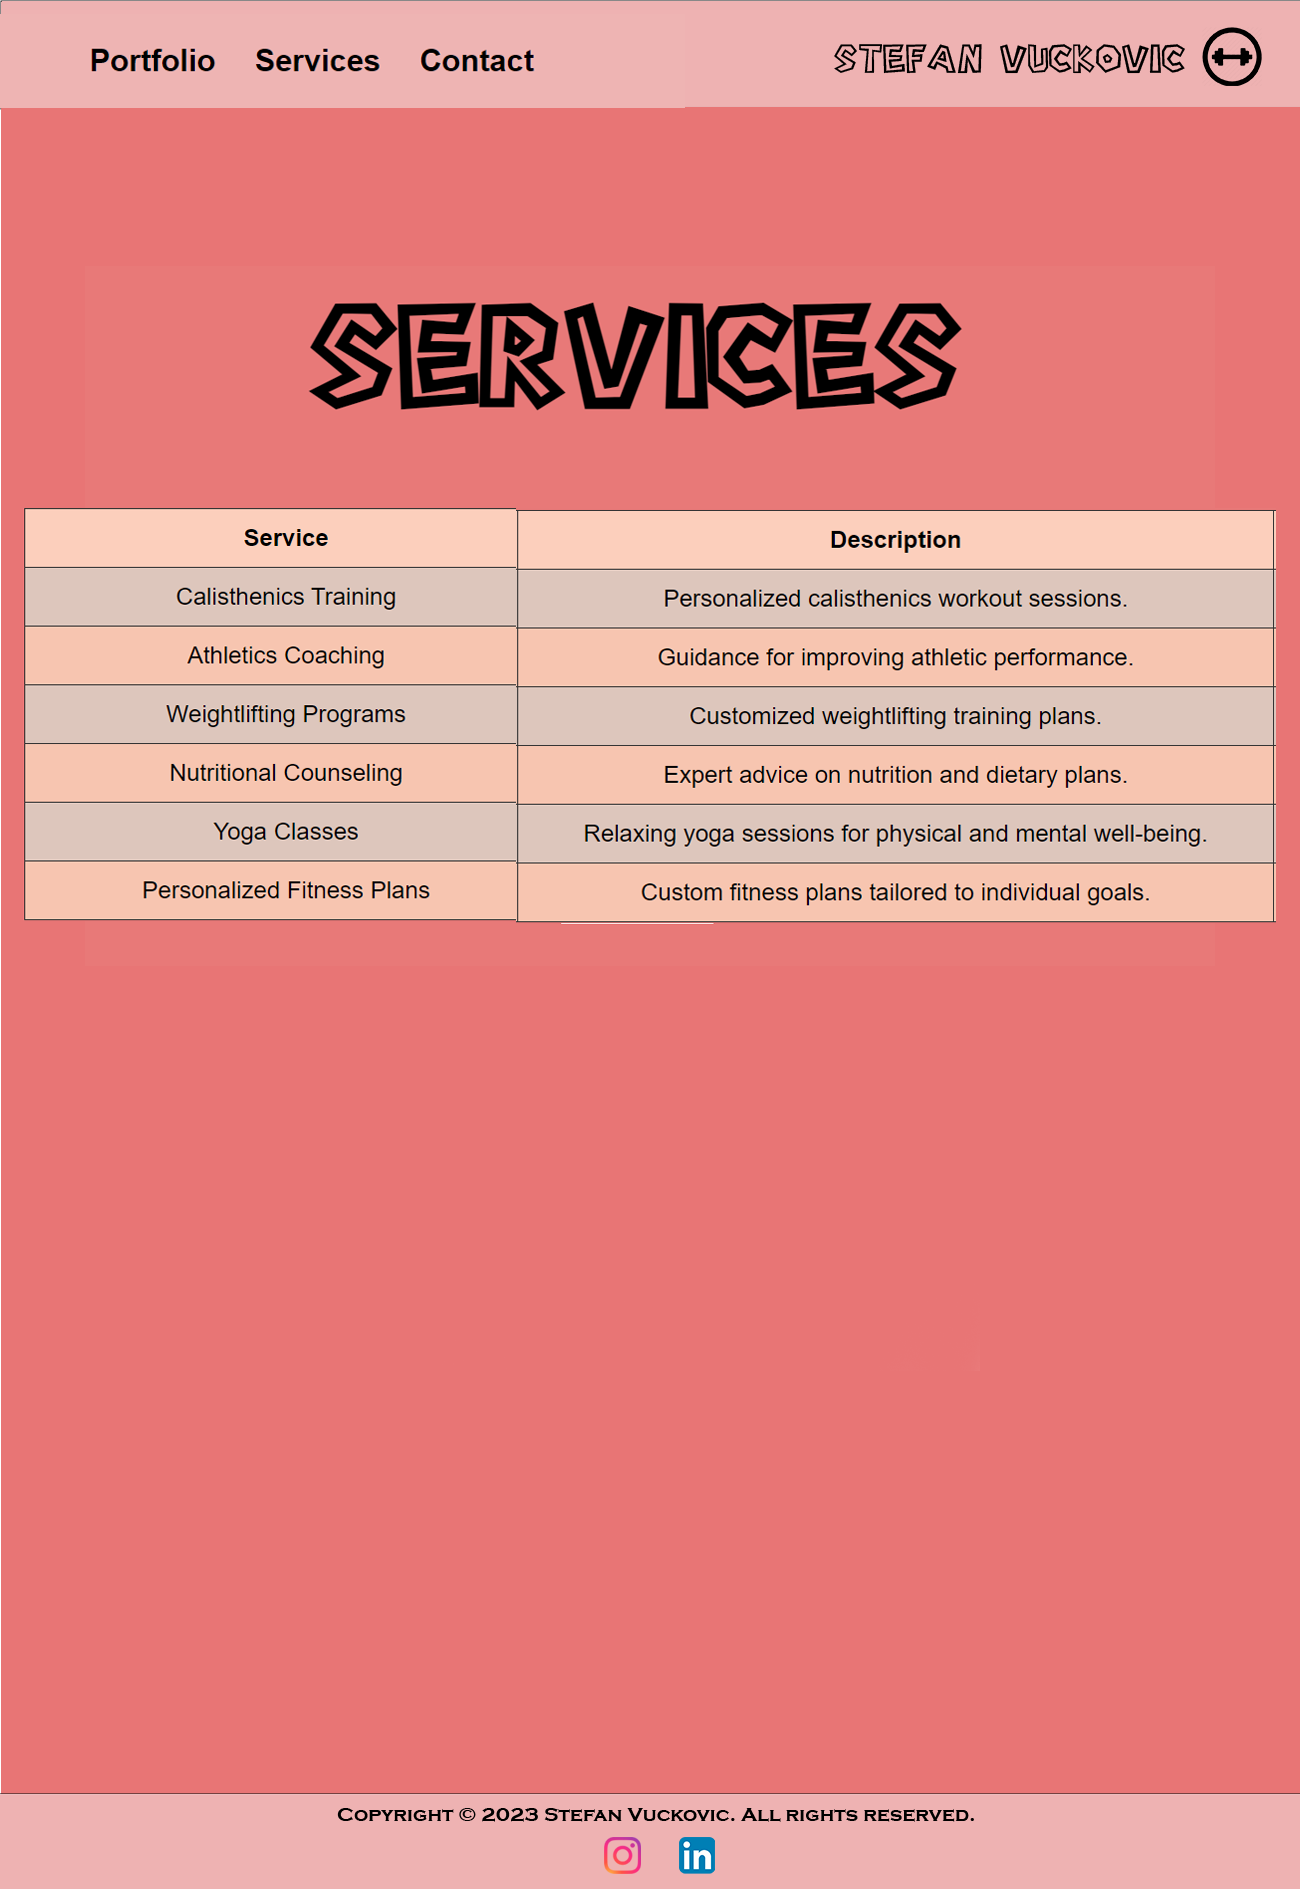 Portfolio Services Contact STEFAN VUCKOVIC
SERVICES
Service Description
Calisthenics Training Personalized calisthenics workout sessions.
Athletics Coaching Guidance for improving athletic performance.
Weightlifting Programs Customized weightlifting training plans.
Nutritional Counseling Expert advice on nutrition and dietary plans.
Yoga Classes Relaxing yoga sessions for physical and mental well-being.
Personalized Fitness Plans Custom fitness plans tailored to individual goals.
Copyright © 2023 Stefan Vuckovic. All rights reserved.
in